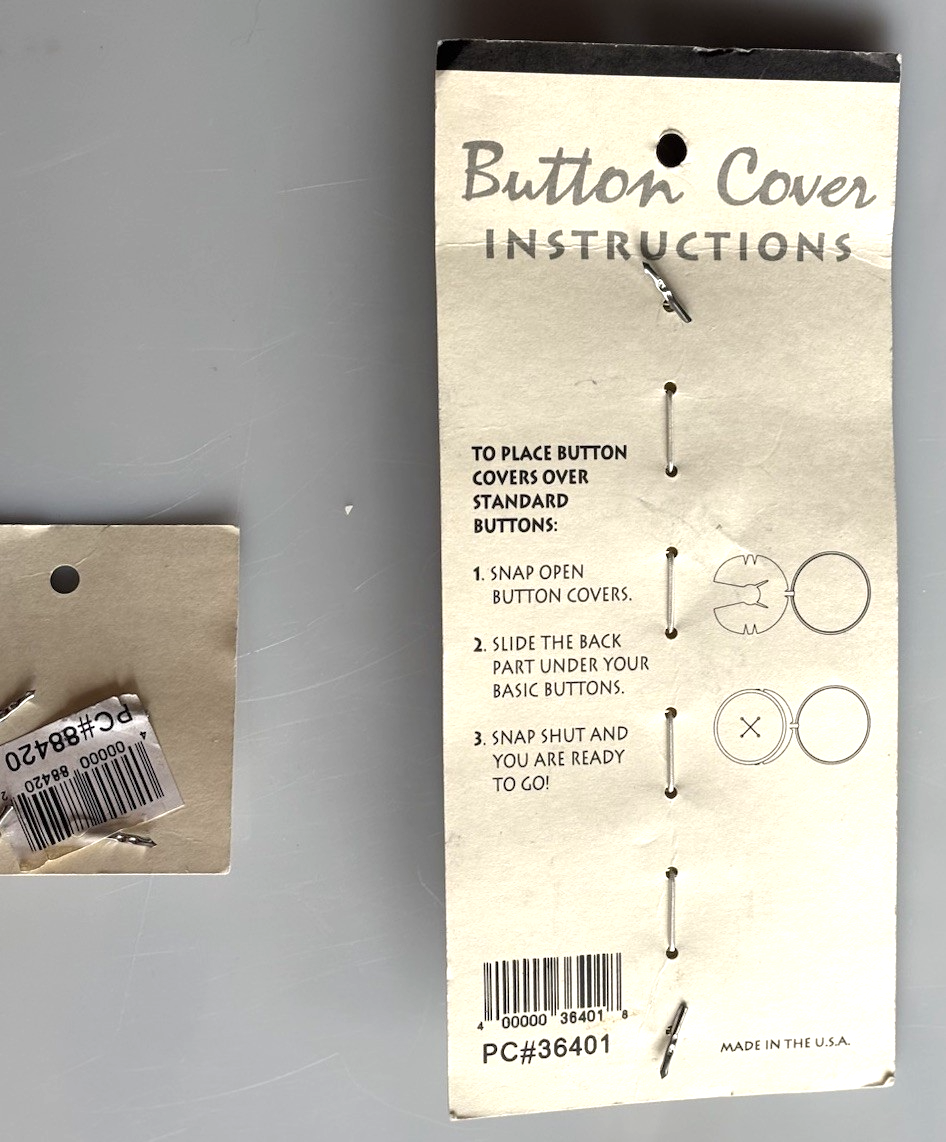 Button Cover
INSTRUCTIONS
TO PLACE BUTTON
COVERS OVER
STANDARD
BUTTONS:
1. SNAP OPEN
BUTTON COVERS.
2. SLIDE THE BACK
PART UNDER YOUR
BASIC BUTTONS.
3. SNAP SHUT AND
YOU ARE READY
TO GO!
4 00000 36401 8
PC#36401
MADE IN THE U.S.A.
PC#88420
4 00000 88420 2